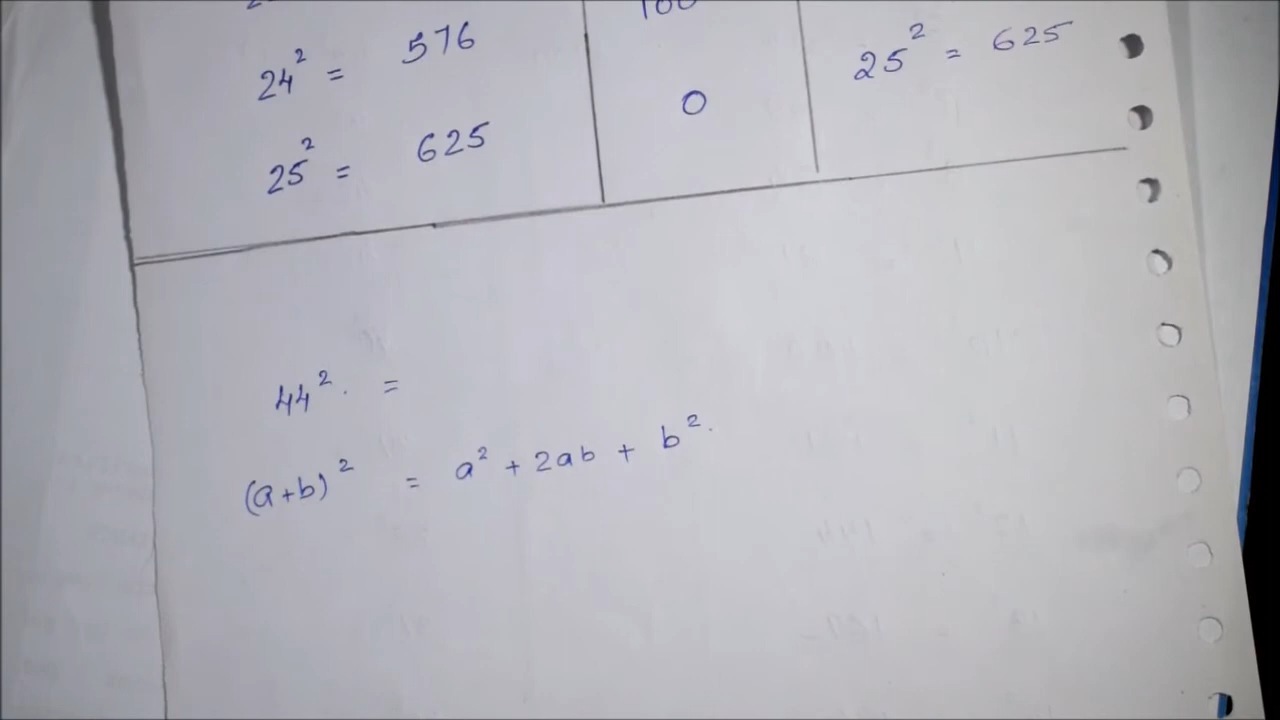 24² = 576
25² = 625
100
0
25² = 625
44². =
(a+b)² = a² + 2ab + b².